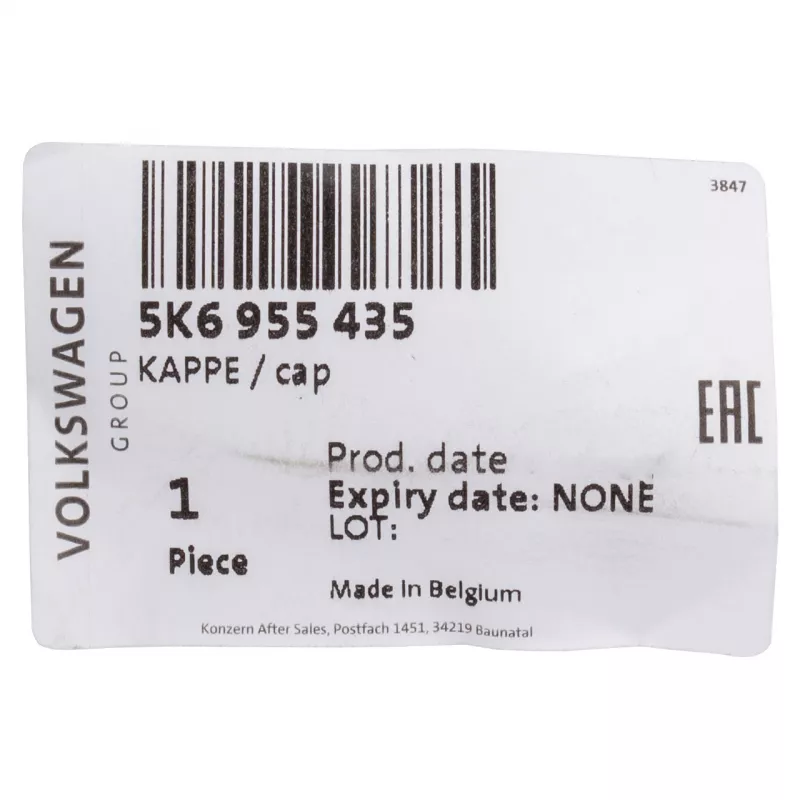 VOLKSWAGEN
GROUP
3847
5K6 955 435
KAPPE / cap
EAC
1
Piece
Prod. date
Expiry date: NONE
LOT:
Made in Belgium
Konzern After Sales, Postfach 1451, 34219 Baunatal